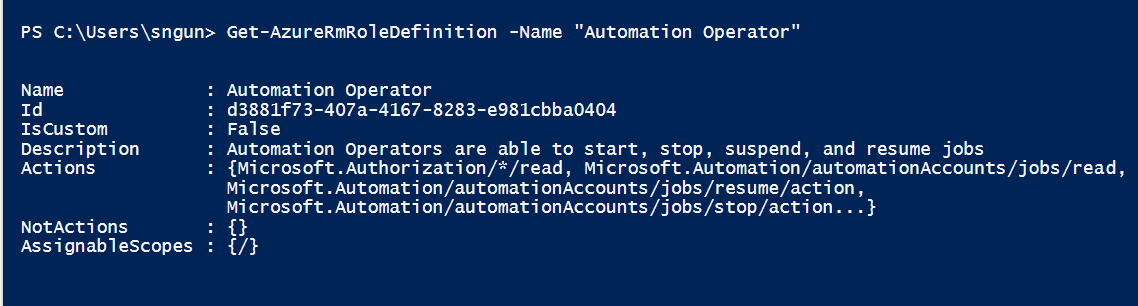 PS C:\Users\sngun> Get-AzureRmRoleDefinition -Name "Automation Operator"
Name             : Automation Operator
Id               : d3881f73-407a-4167-8283-e981cbba0404
IsCustom         : False
Description      : Automation Operators are able to start, stop, suspend, and resume jobs
Actions          : {Microsoft.Authorization/*/read, Microsoft.Automation/automationAccounts/jobs/read,
                   Microsoft.Automation/automationAccounts/jobs/resume/action,
                   Microsoft.Automation/automationAccounts/jobs/stop/action...}
NotActions       : {}
AssignableScopes : {/}